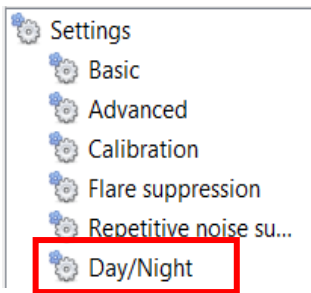 Settings
Basic
Advanced
Calibration
Flare suppression
Repetitive noise su...
Day/Night